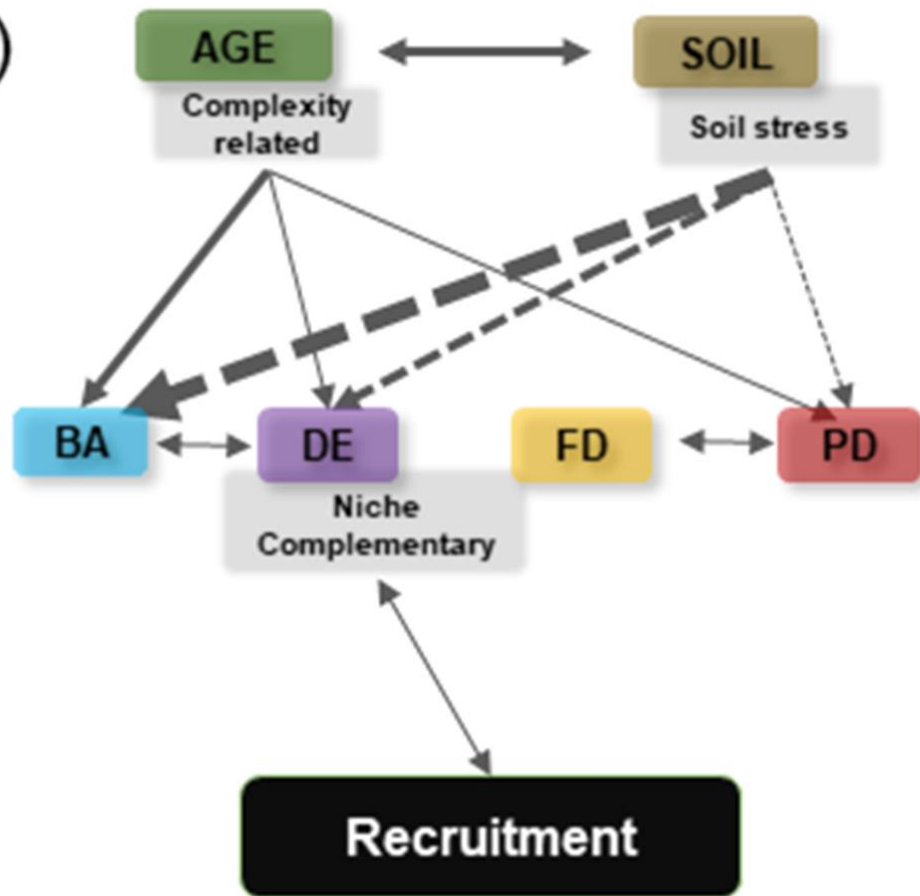 )
AGE
SOIL
Complexity
related
Soil stress
BA
DE
FD
PD
Niche
Complementary
Recruitment